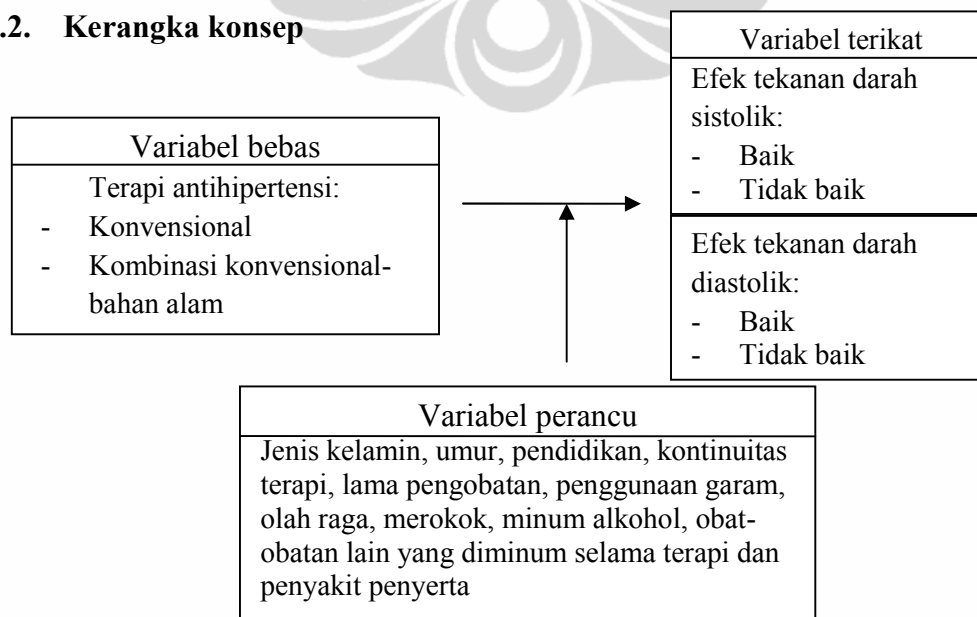 .2. Kerangka konsep
Variabel bebas
Terapi antihipertensi:
- Konvensional
- Kombinasi konvensional-
bahan alam
Variabel terikat
Efek tekanan darah
sistolik:
- Baik
- Tidak baik
Efek tekanan darah
diastolik:
- Baik
- Tidak baik
Variabel perancu
Jenis kelamin, umur, pendidikan, kontinuitas
terapi, lama pengobatan, penggunaan garam,
olah raga, merokok, minum alkohol, obat-
obatan lain yang diminum selama terapi dan
penyakit penyerta